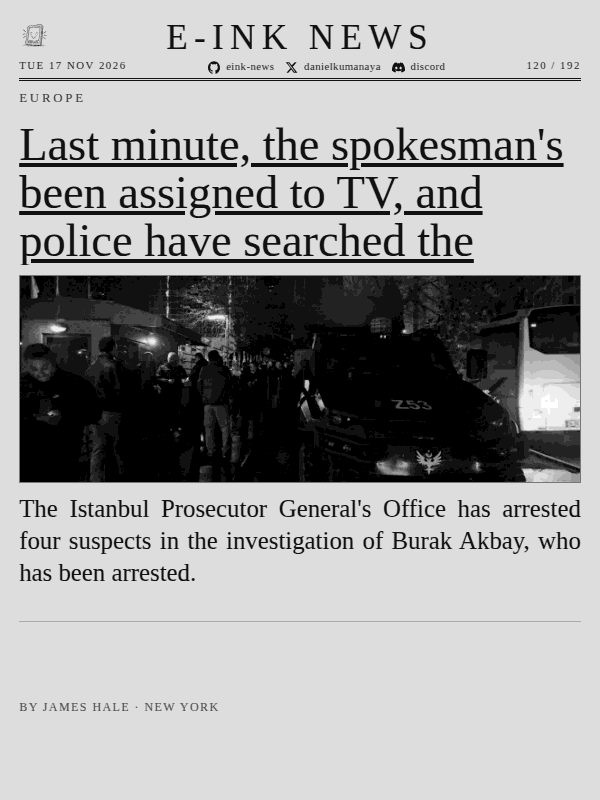 E-INK NEWS
TUE 17 NOV 2026
eink-news
danielkumanaya
discord
120 / 192
EUROPE
Last minute, the spokesman's
been assigned to TV, and
police have searched the
Z53
The Istanbul Prosecutor General's Office has arrested
four suspects in the investigation of Burak Akbay, who
has been arrested.
BY JAMES HALE · NEW YORK